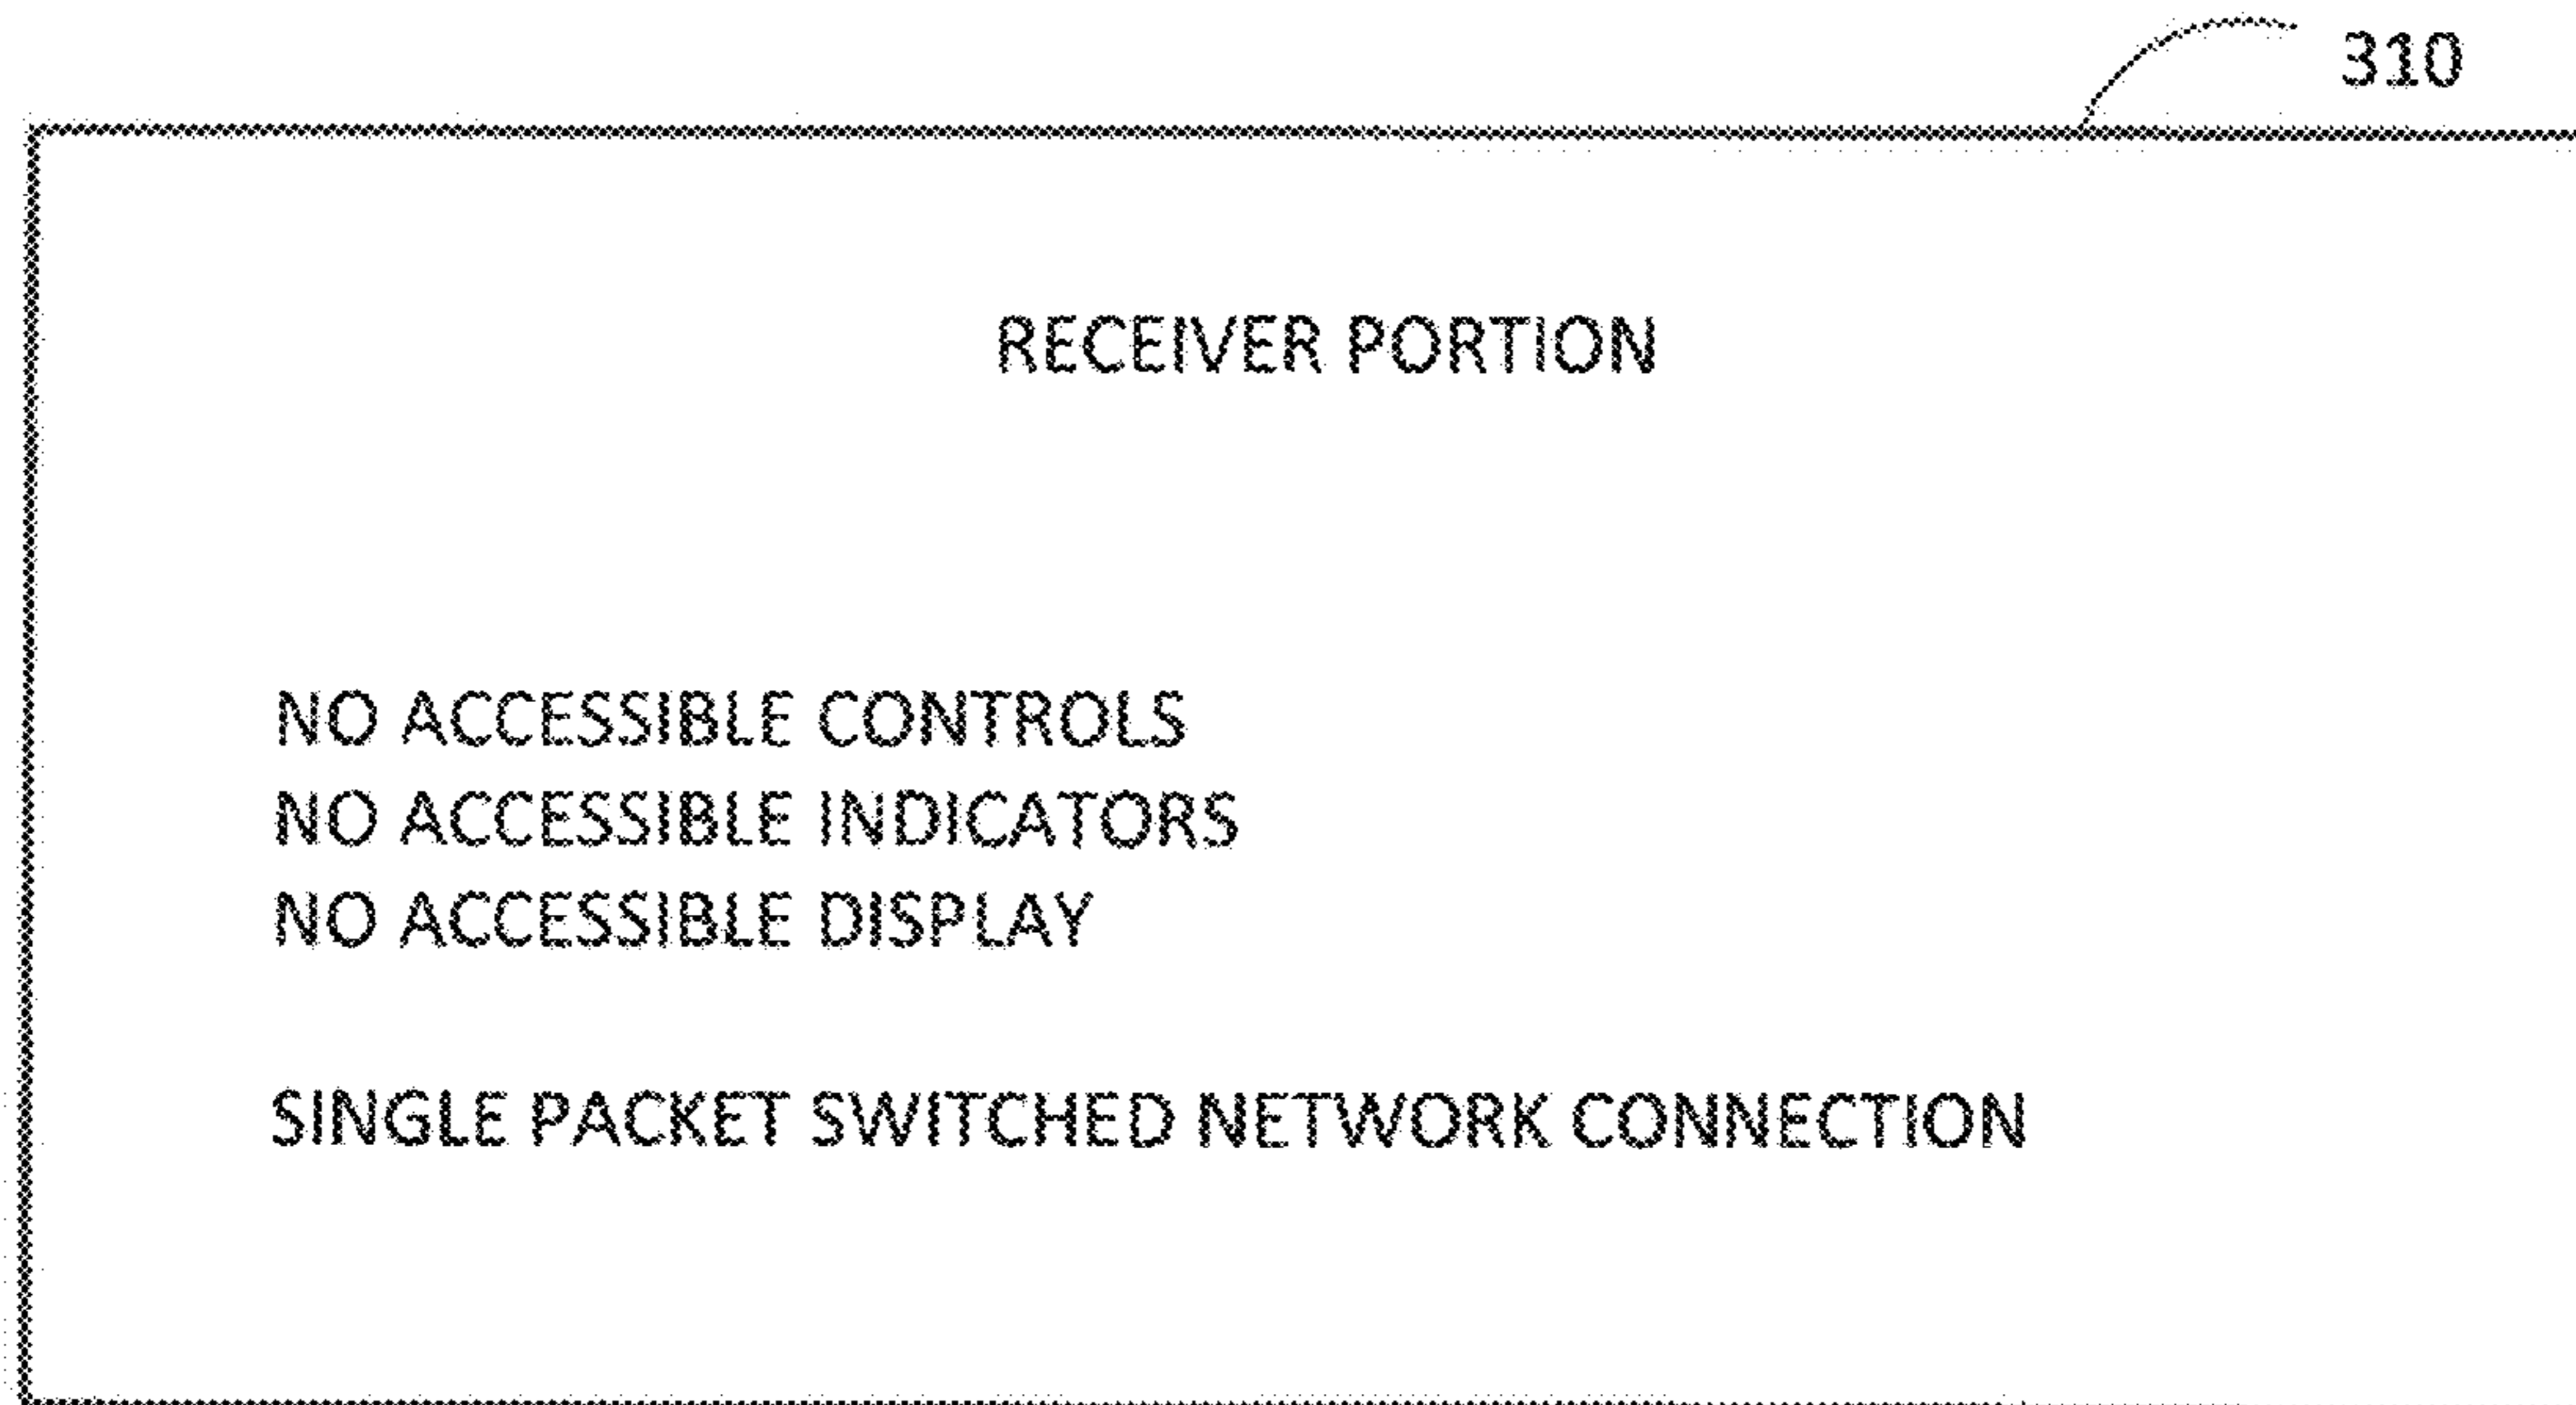 310
RECEIVER PORTION
NO ACCESSIBLE CONTROLS
NO ACCESSIBLE INDICATORS
NO ACCESSIBLE DISPLAY
SINGLE PACKET SWITCHED NETWORK CONNECTION